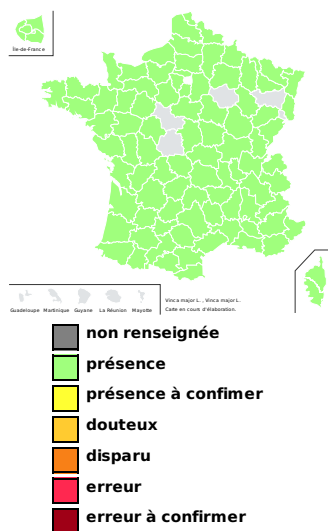 Île-de-France
Guadeloupe Martinique Guyane La Réunion Mayotte
Vinca major L. , Vinca major L.
Carte en cours d'élaboration.
non renseignée
présence
présence à confimer
douteux
disparu
erreur
erreur à confirmer